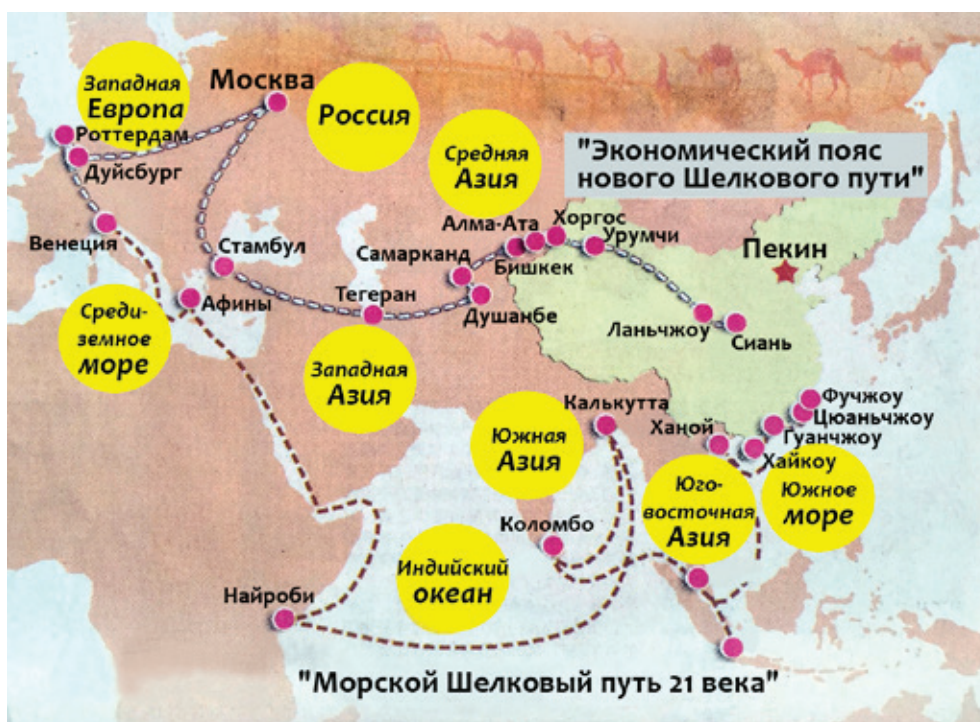 Западная
Европа
Москва
Россия
Роттердам
Дуйсбург
Средняя
Азия
"Экономический пояс
нового Шелкового пути"
Венеция
Стамбул
Алма-Ата
Хоргос
Урумчи
Самарканд
Бишкек
Пекин
Тегеран
Афины
Душанбе
Среди-
земное
море
Ланьчжоу
Сиань
Западная
Азия
Калькутта
Фучжоу
Цюаньчжоу
Гуанчжоу
Ханой
Хайкоу
Южная
Азия
Юго-
восточная
Азия
Южное
море
Коломбо
Индийский
океан
Найроби
"Морской Шелковый путь 21 века"